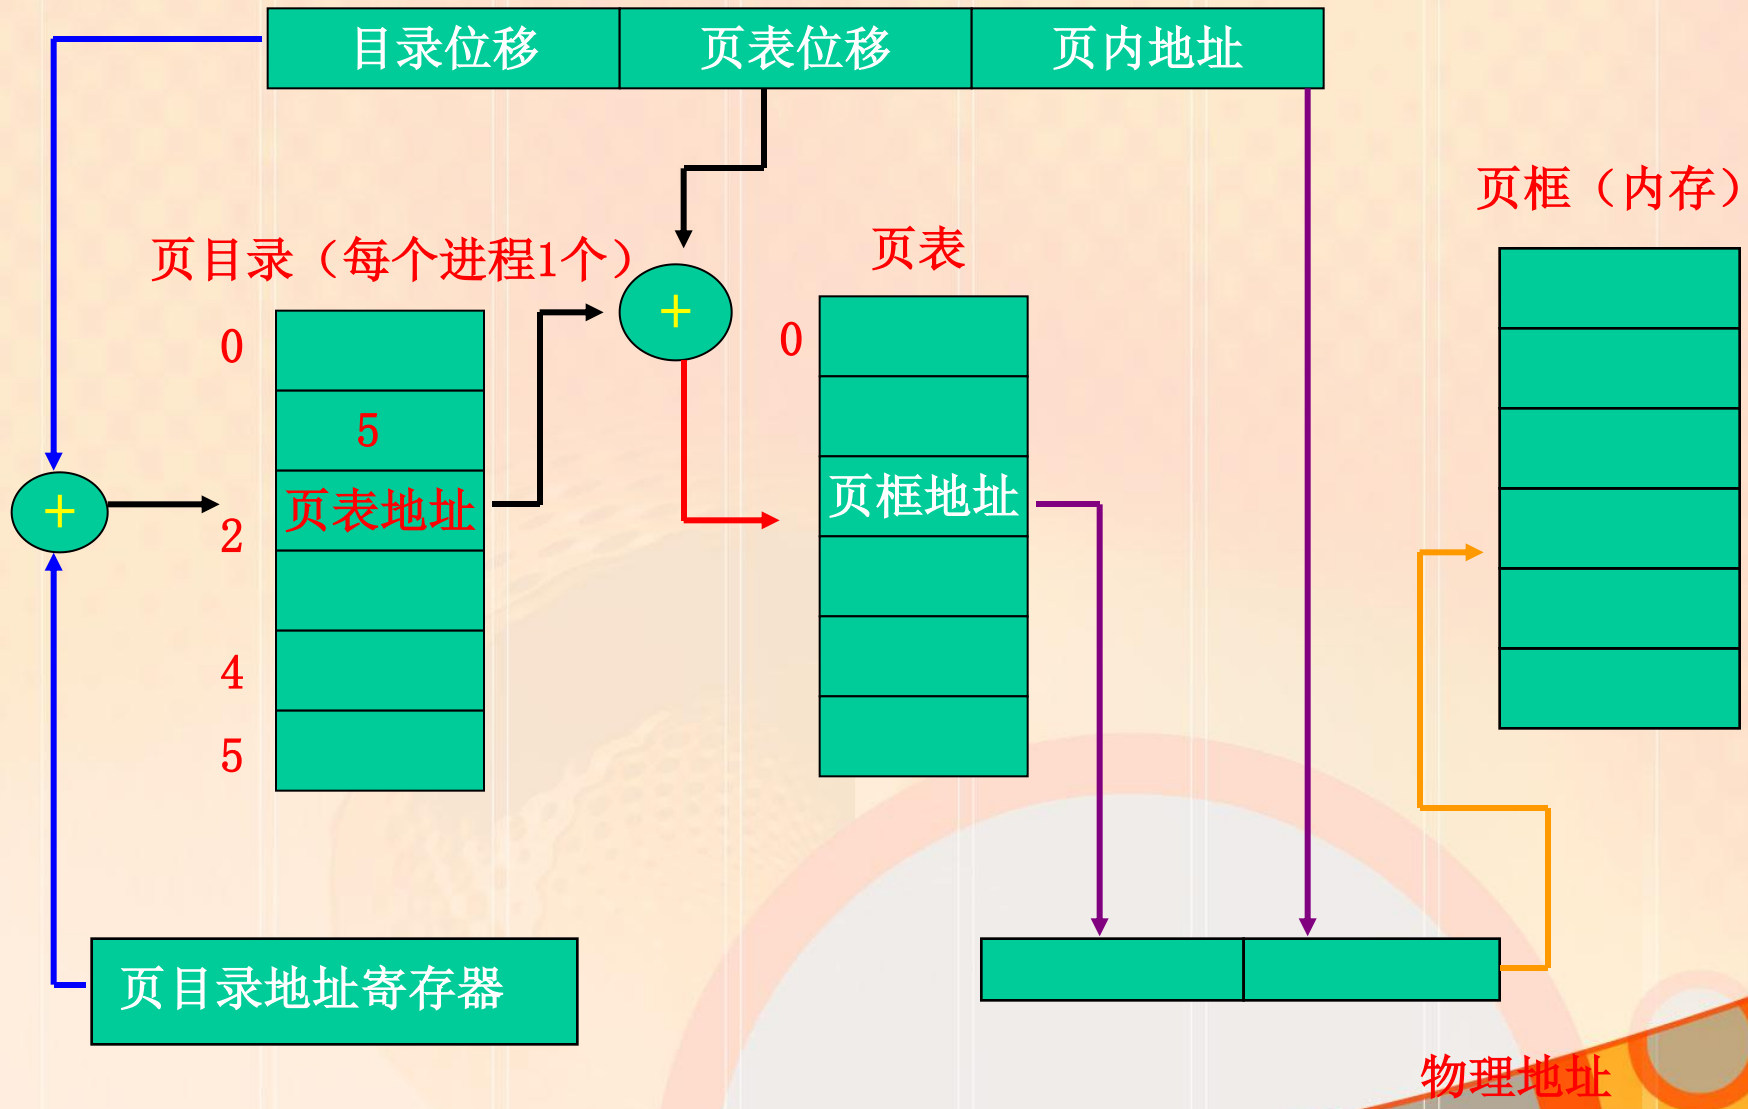 目录位移 页表位移 页内地址
页框（内存）
页目录（每个进程1个）
页表
+
0
0
5
页表地址
页框地址
+
2
4
5
页目录地址寄存器
物理地址